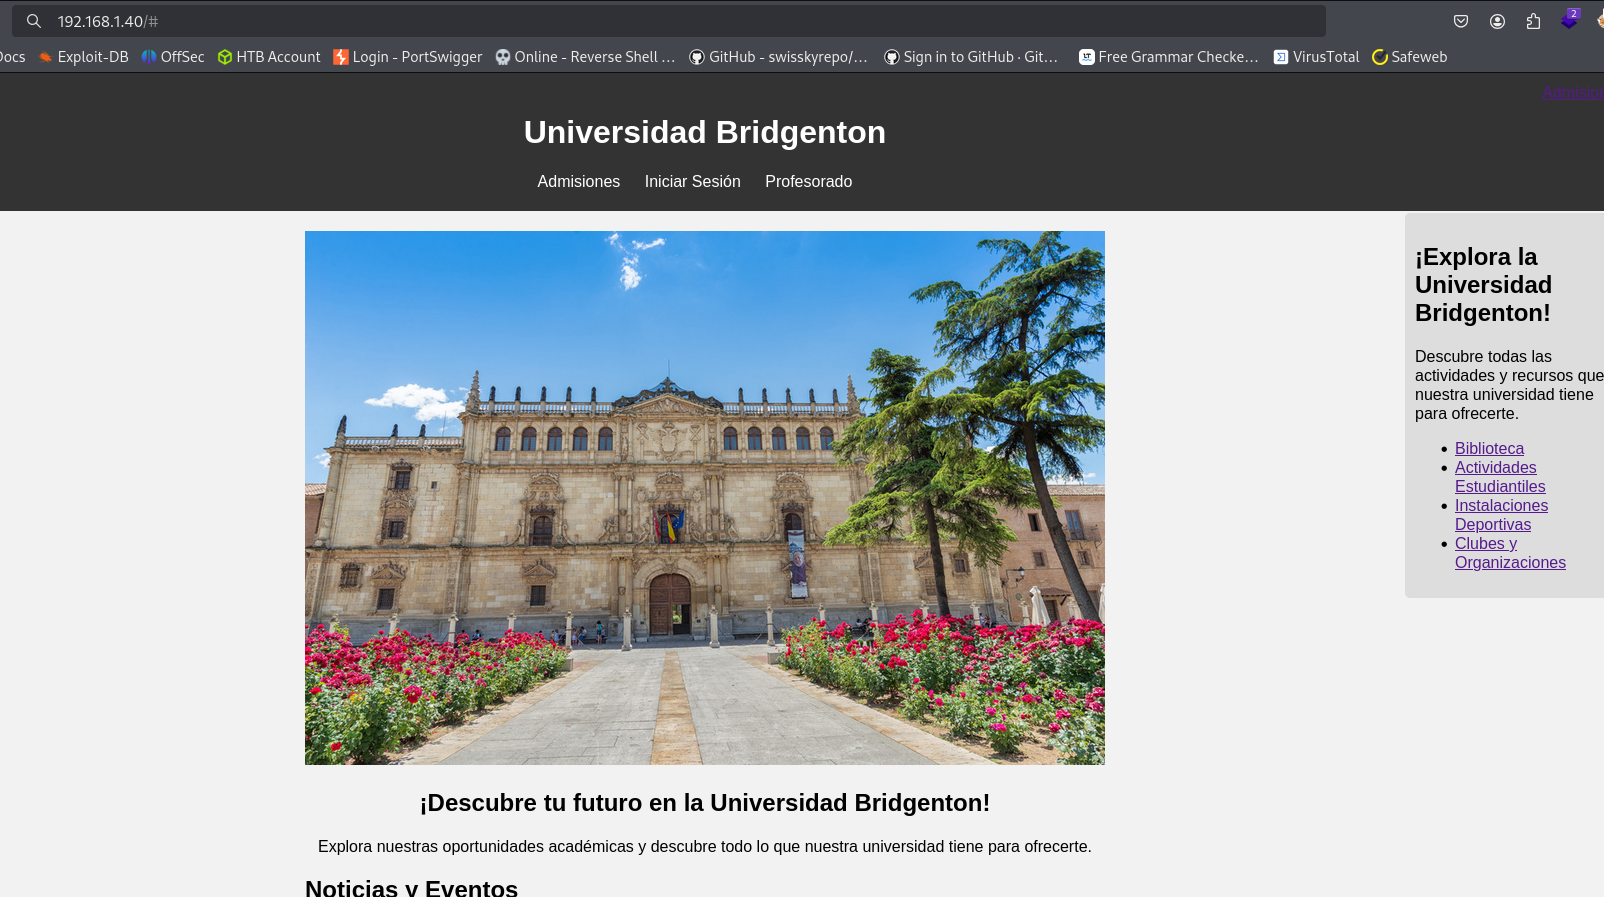 192.168.1.40/#
2
Docs Exploit-DB OffSec HTB Account Login - PortSwigger Online - Reverse Shell … GitHub - swisskyrepo/… Sign in to GitHub · Git… Free Grammar Checke… VirusTotal Safeweb
Universidad Bridgenton
Admisiones Iniciar Sesión Profesorado
¡Explora la
Universidad
Bridgenton!
Descubre todas las
actividades y recursos que
nuestra universidad tiene
para ofrecerte.
Biblioteca
Actividades
Estudiantiles
Instalaciones
Deportivas
Clubes y
Organizaciones
¡Descubre tu futuro en la Universidad Bridgenton!
Explora nuestras oportunidades académicas y descubre todo lo que nuestra universidad tiene para ofrecerte.
Noticias y Eventos